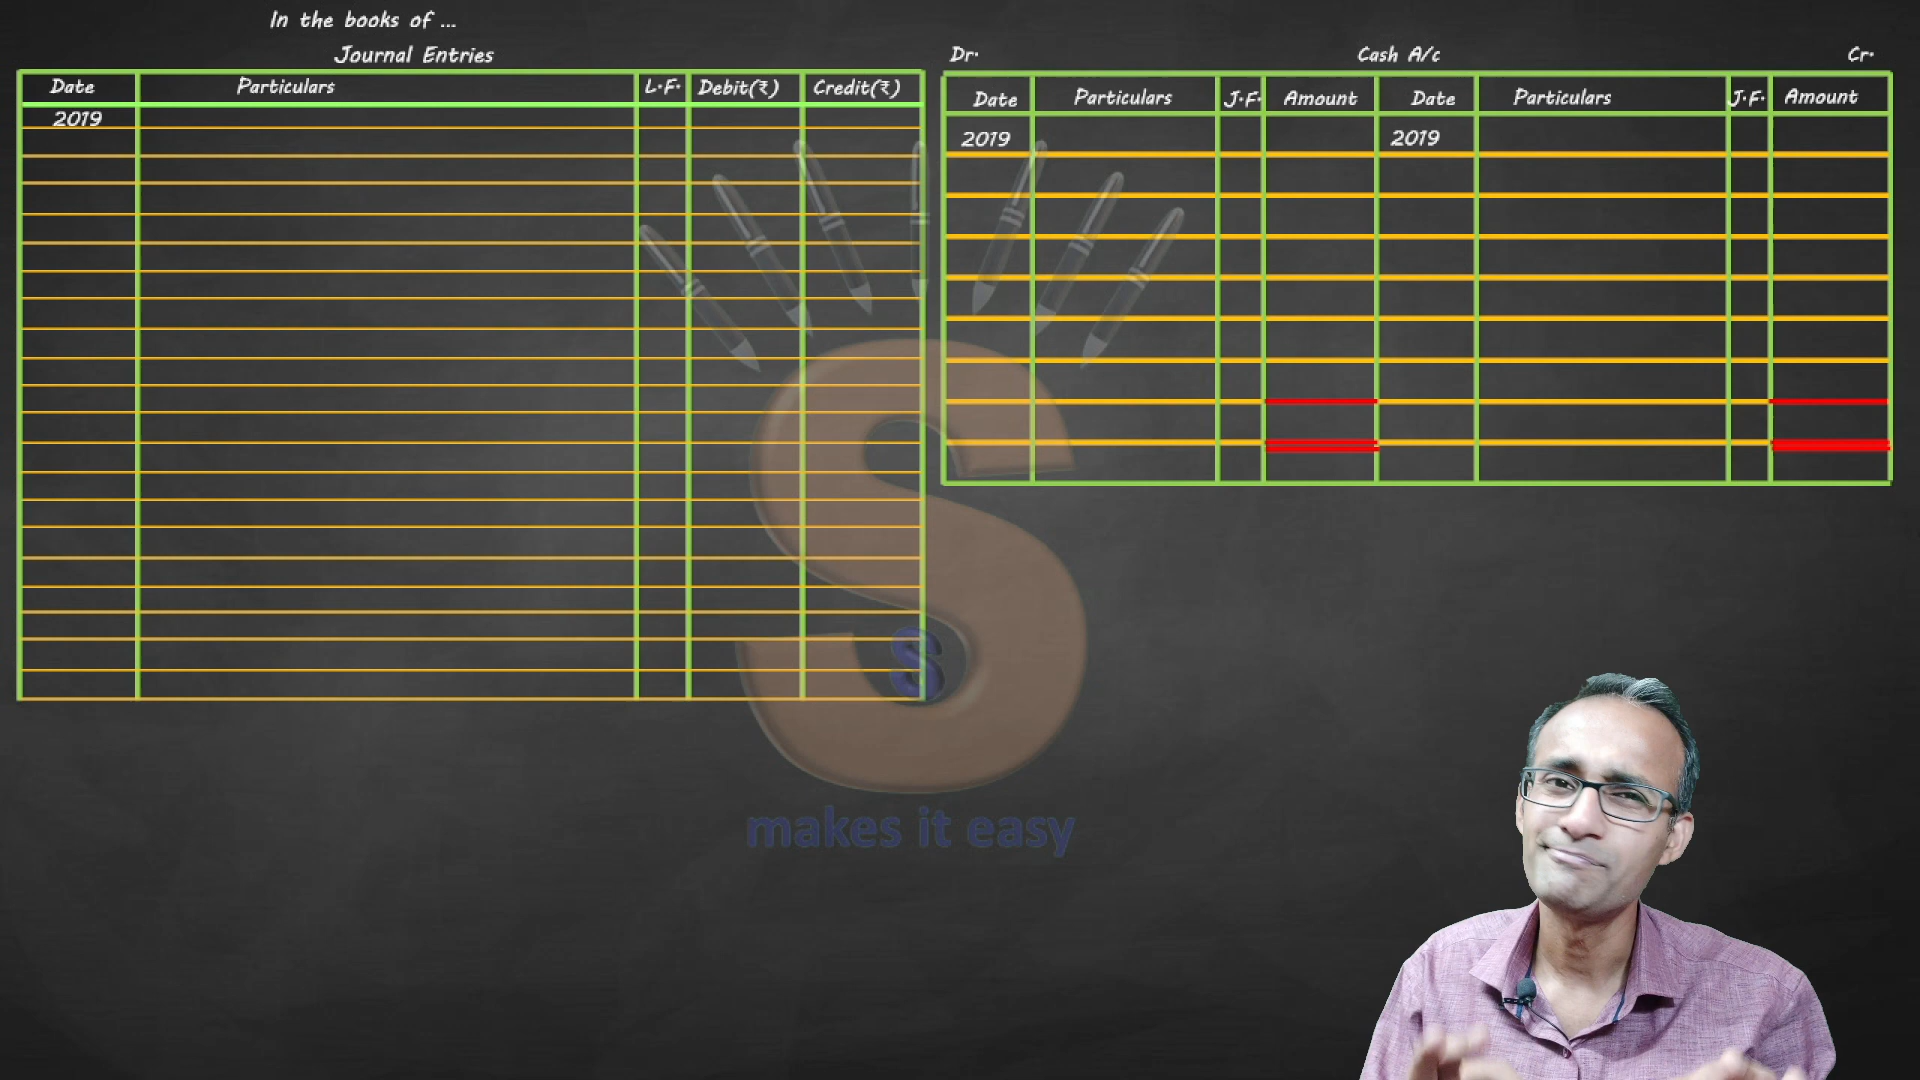 In the books of ...
Journal Entries
Date Particulars L.F. Debit(₹) Credit(₹)
2019
Dr. Cash A/c Cr.
Date Particulars J.F. Amount Date Particulars J.F. Amount
2019 2019
S
S
makes it easy